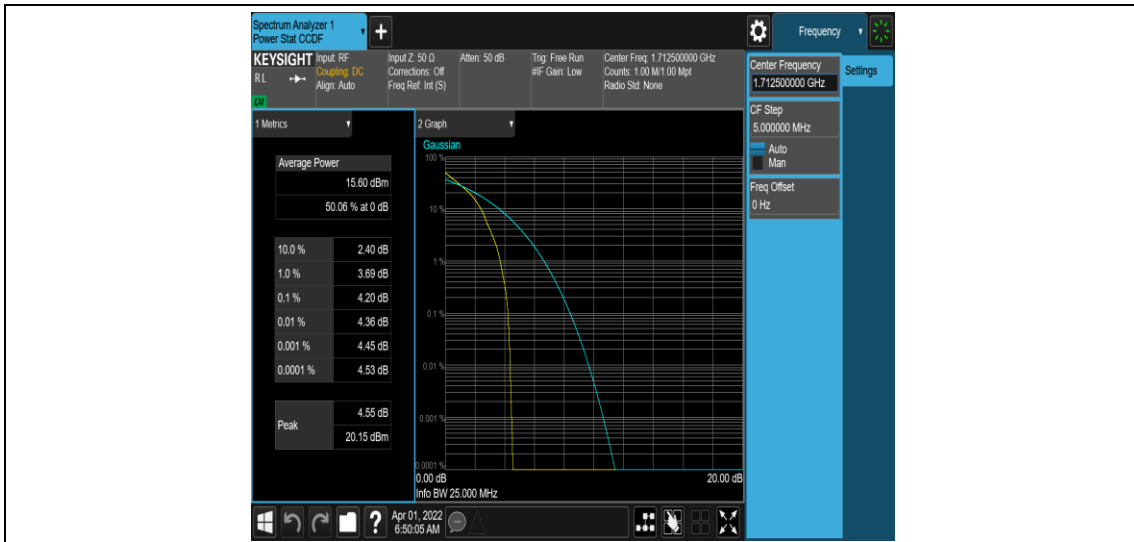 Spectrum Analyzer 1
Power Stat CCDF
+
Frequency
KEYSIGHT
RL
LXI
Input: RF
Coupling: DC
Align: Auto
Input Z: 50 Ω
Corrections: Off
Freq Ref: Int (S)
Atten: 50 dB
Trig: Free Run
#IF Gain: Low
Center Freq: 1.712500000 GHz
Counts: 1.00 M/1.00 Mpt
Radio Std: None
Center Frequency
1.712500000 GHz
Settings
CF Step
5.000000 MHz
Auto
Man
Freq Offset
0 Hz
1 Metrics
Average Power
15.60 dBm
50.06 % at 0 dB
10.0 % 2.40 dB
1.0 % 3.69 dB
0.1 % 4.20 dB
0.01 % 4.36 dB
0.001 % 4.45 dB
0.0001 % 4.53 dB
Peak
4.55 dB
20.15 dBm
2 Graph
Gaussian
100 %
10 %
1 %
0.1 %
0.01 %
0.001 %
0.0001 %
0.00 dB 20.00 dB
Info BW 25.000 MHz
?
Apr 01, 2022
6:50:05 AM